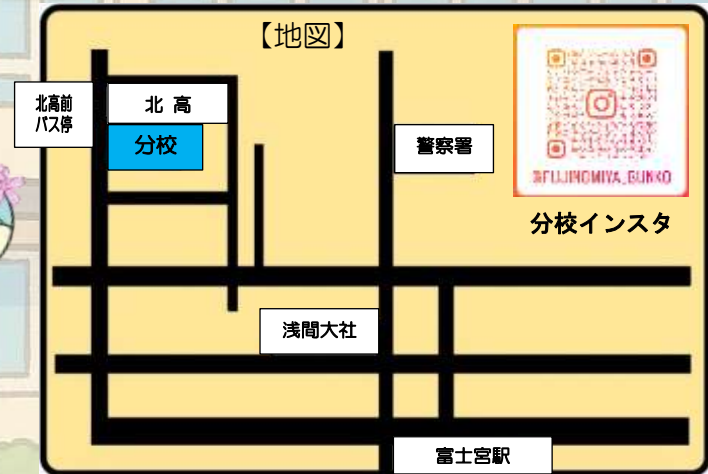 【地図】
北高前
バス停
北 高
分校
警察署
@FUJINOMIYA_BUNKO
分校インスタ
浅間大社
富士宮駅